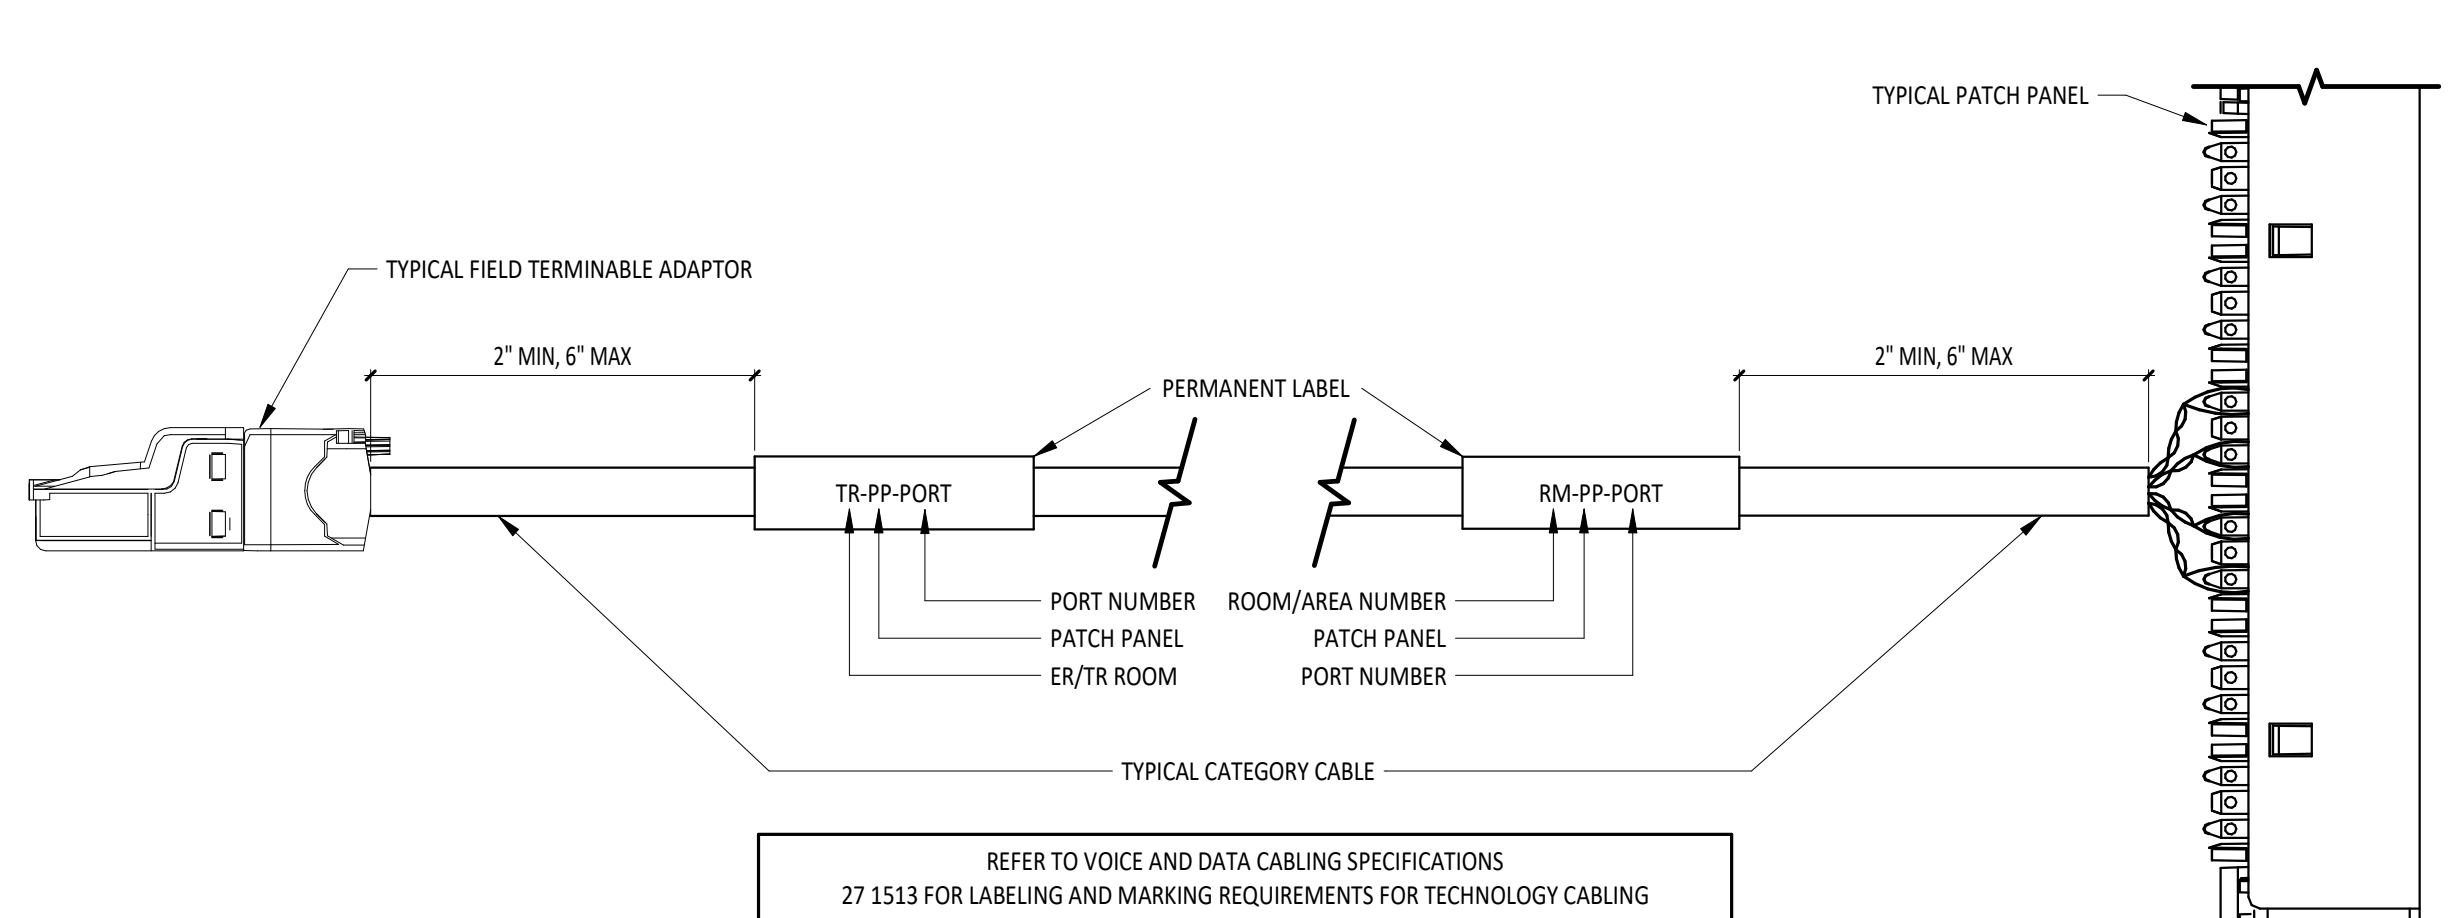 TYPICAL PATCH PANEL
TYPICAL FIELD TERMINABLE ADAPTOR
2" MIN, 6" MAX
2" MIN, 6" MAX
PERMANENT LABEL
TR-PP-PORT
RM-PP-PORT
PORT NUMBER
PATCH PANEL
ER/TR ROOM
ROOM/AREA NUMBER
PATCH PANEL
PORT NUMBER
TYPICAL CATEGORY CABLE
REFER TO VOICE AND DATA CABLING SPECIFICATIONS
27 1513 FOR LABELING AND MARKING REQUIREMENTS FOR TECHNOLOGY CABLING